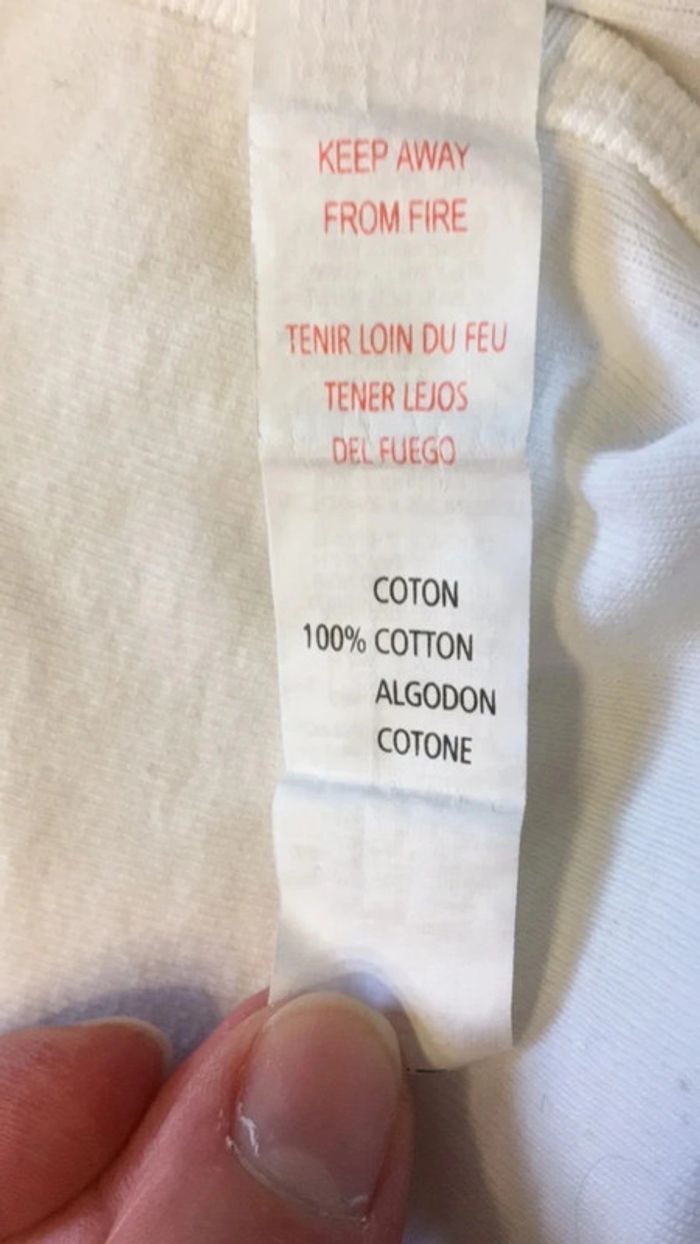 KEEP AWAY
FROM FIRE
TENIR LOIN DU FEU
TENER LEJOS
DEL FUEGO
COTON
100% COTTON
ALGODON
COTONE